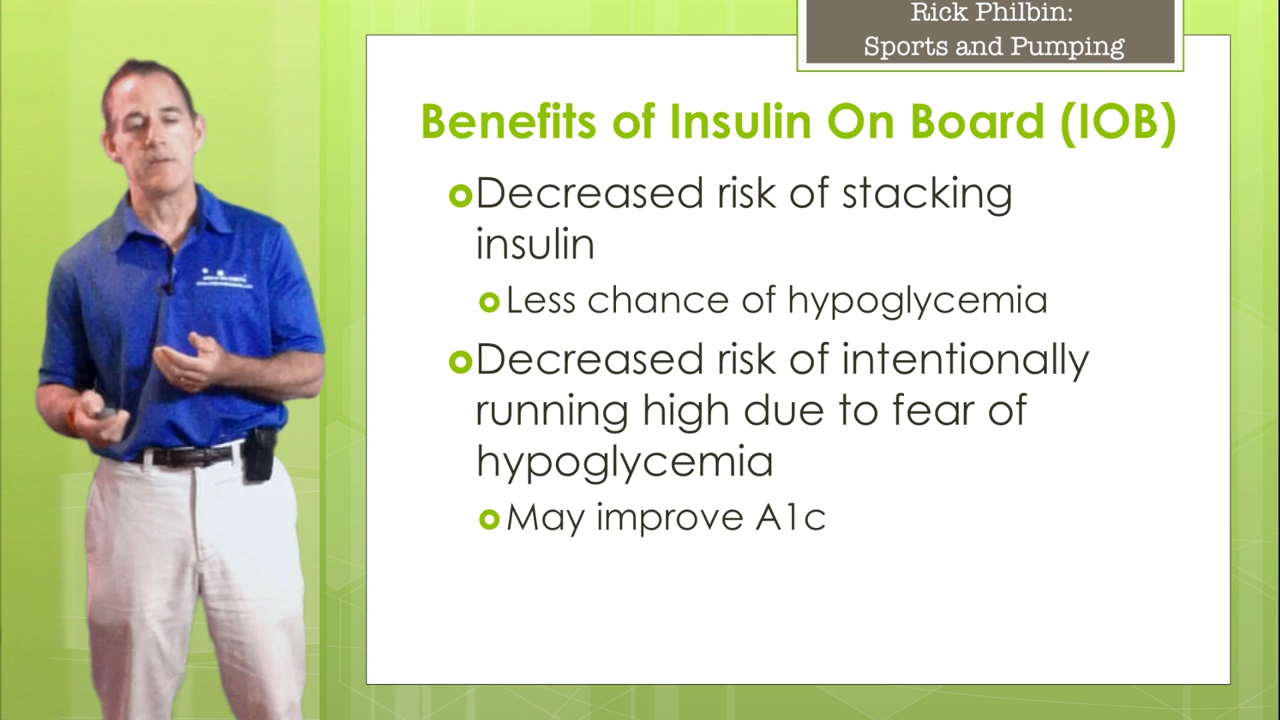 Rick Philbin:
Sports and Pumping
Benefits of Insulin On Board (IOB)
Decreased risk of stacking
insulin
Less chance of hypoglycemia
Decreased risk of intentionally
running high due to fear of
hypoglycemia
May improve A1c